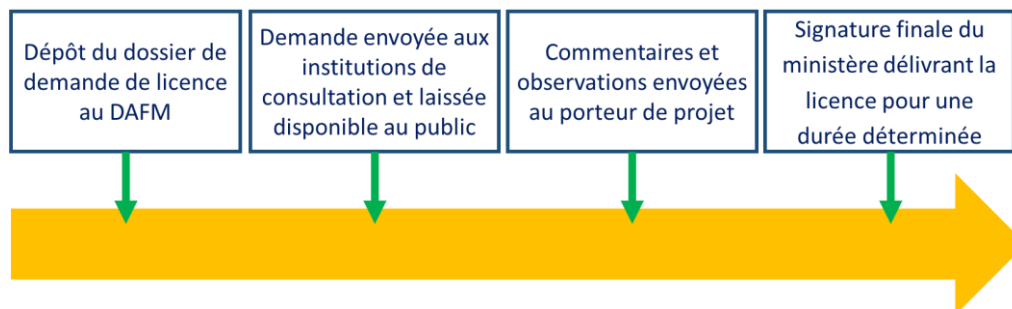 Dépôt du dossier de
demande de licence
au DAFM
Demande envoyée aux
institutions de
consultation et laissée
disponible au public
Commentaires et
observations envoyées
au porteur de projet
Signature finale du
ministère délivrant la
licence pour une
durée déterminée